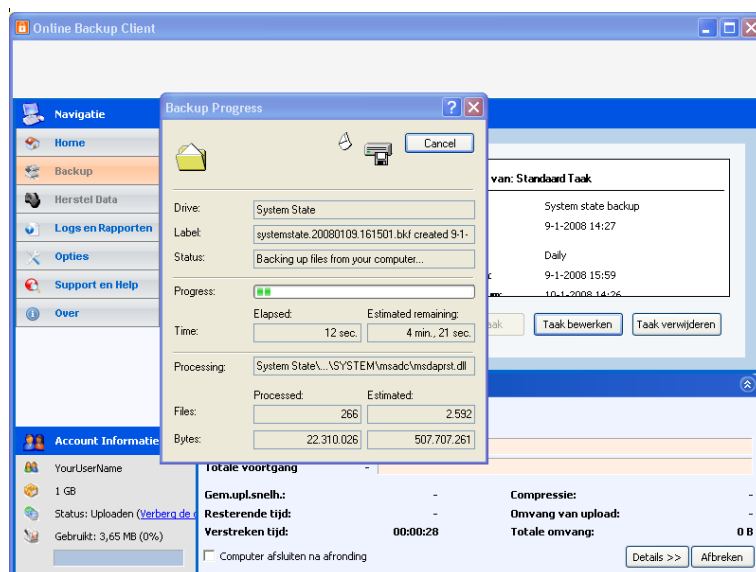 Online Backup Client
Navigatie
Home
Backup
Herstel Data
Logs en Rapporten
Opties
Support en Help
Over
Account Informatie
YourUserName
1 GB
Status: Uploaden (Verberg de
Gebruikt: 3,65 MB (0%)
Backup Progress
Cancel
Drive: System State
Label: systemstate.20080109.161501.bkf created 9-1-
Status: Backing up files from your computer...
Progress:
Elapsed: Estimated remaining:
Time: 12 sec. 4 min., 21 sec.
Processing: System State\...\SYSTEM\msadc\msdaprst.dll
Processed: Estimated:
Files: 266 2.592
Bytes: 22.310.026 507.707.261
van: Standaard Taak
System state backup
9-1-2008 14:27
Daily
9-1-2008 15:59
10-1-2008 14:26
Taak bewerken
Taak verwijderen
Totale voortgang -
Gem.upl.snelh.: - Compressie: -
Resterende tijd: - Omvang van upload: -
Verstreken tijd: 00:00:28 Totale omvang: 0 B
Computer afsluiten na afronding
Details >> Afbreken